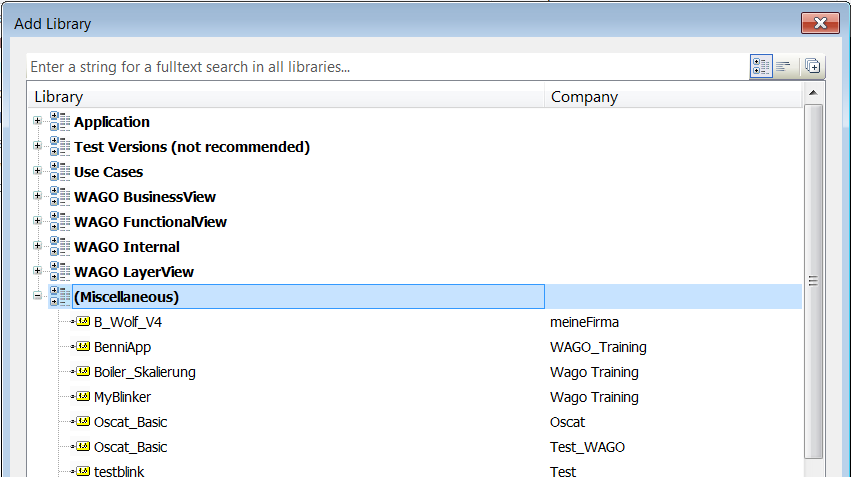 Add Library
Enter a string for a fulltext search in all libraries...
Library Company
Application
Test Versions (not recommended)
Use Cases
WAGO BusinessView
WAGO FunctionalView
WAGO Internal
WAGO LayerView
(Miscellaneous)
B_Wolf_V4 meineFirma
BenniApp WAGO_Training
Boiler_Skalierung Wago Training
MyBlinker Wago Training
Oscat_Basic Oscat
Oscat_Basic Test_WAGO
testblink Test